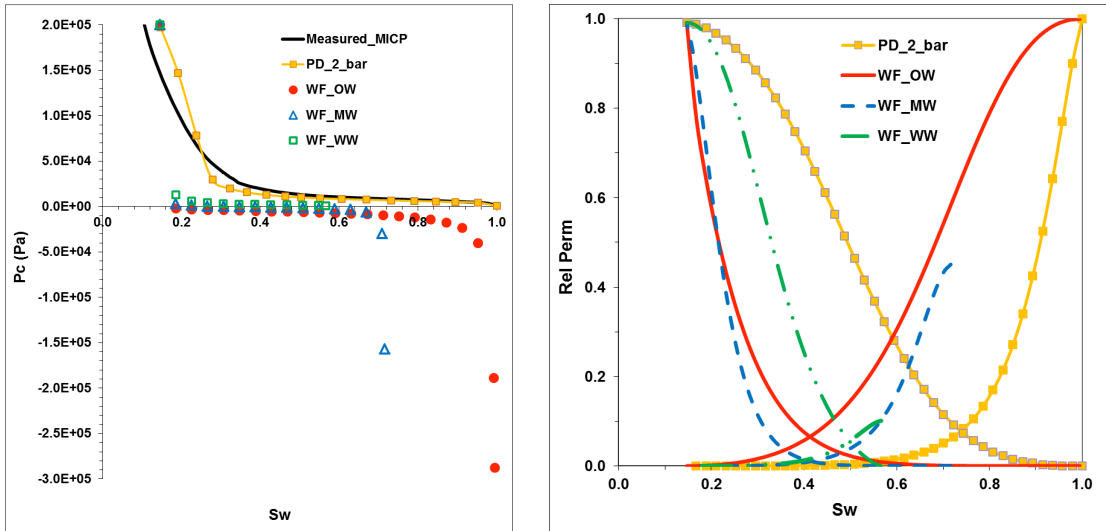 2.0E+05
1.5E+05
1.0E+05
5.0E+04
0.0E+00
-5.0E+04
-1.0E+05
-1.5E+05
-2.0E+05
-2.5E+05
-3.0E+05
0.0
0.2
0.4
0.6
0.8
1.0
Pc (Pa)
Sw
Measured_MICP
PD_2_bar
WF_OW
WF_MW
WF_WW
1.0
0.8
0.6
0.4
0.2
0.0
0.0
0.2
0.4
0.6
0.8
1.0
Rel Perm
Sw
PD_2_bar
WF_OW
WF_MW
WF_WW